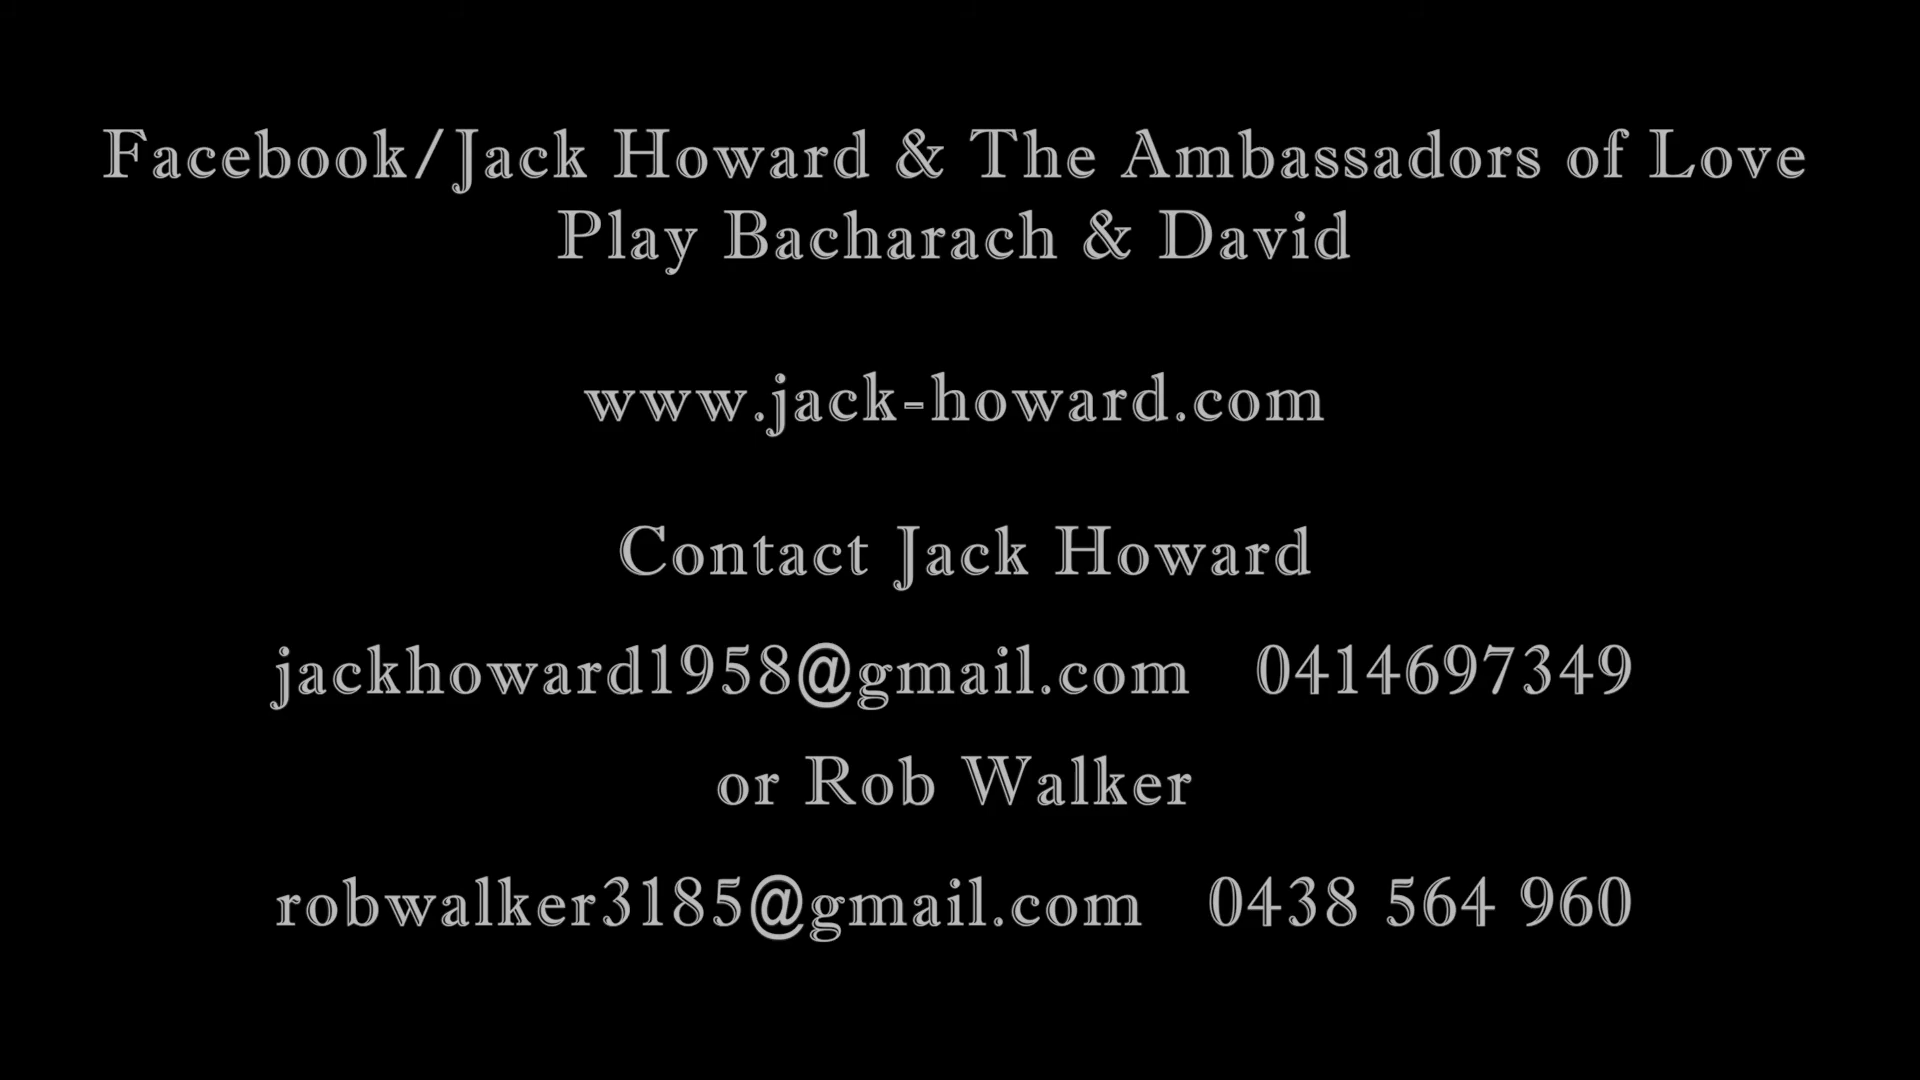 Facebook/Jack Howard & The Ambassadors of Love
Play Bacharach & David
www.jack-howard.com
Contact Jack Howard
jackhoward1958@gmail.com 0414697349
or Rob Walker
robwalker3185@gmail.com 0438 564 960